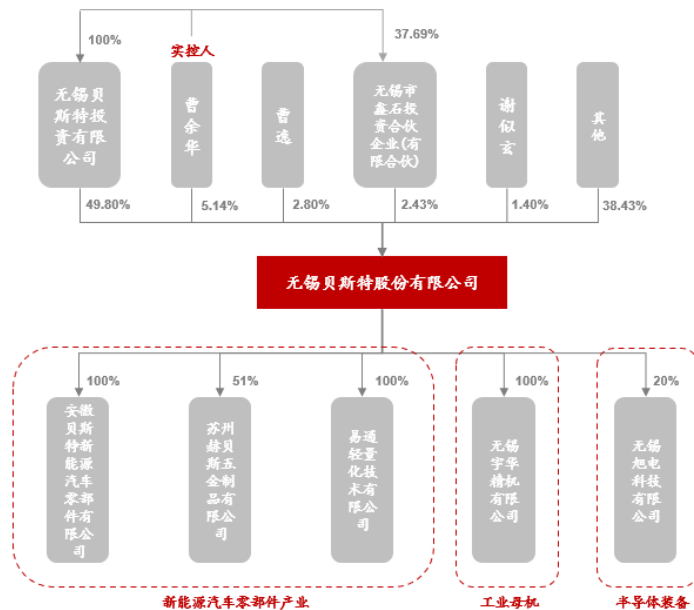 100%
实控人
37.69%
无锡贝
斯特投
资有限
公司
曹余华
曹逸
无锡市
鑫石投
资合伙
企业(有
限合伙)
谢似玄
其他
49.80%
5.14%
2.80%
2.43%
1.40%
38.43%
无锡贝斯特股份有限公司
100%
51%
100%
100%
20%
安徽
贝斯
特新
能源
汽车
零部
件有
限公
司
苏州
赫贝
斯五
金制
品有
限公
司
易通
轻量
化技
术有
限公
司
无锡
宇华
精机
有限
公司
无锡
旭电
科技
有限
公司
新能源汽车零部件产业
工业母机
半导体装备